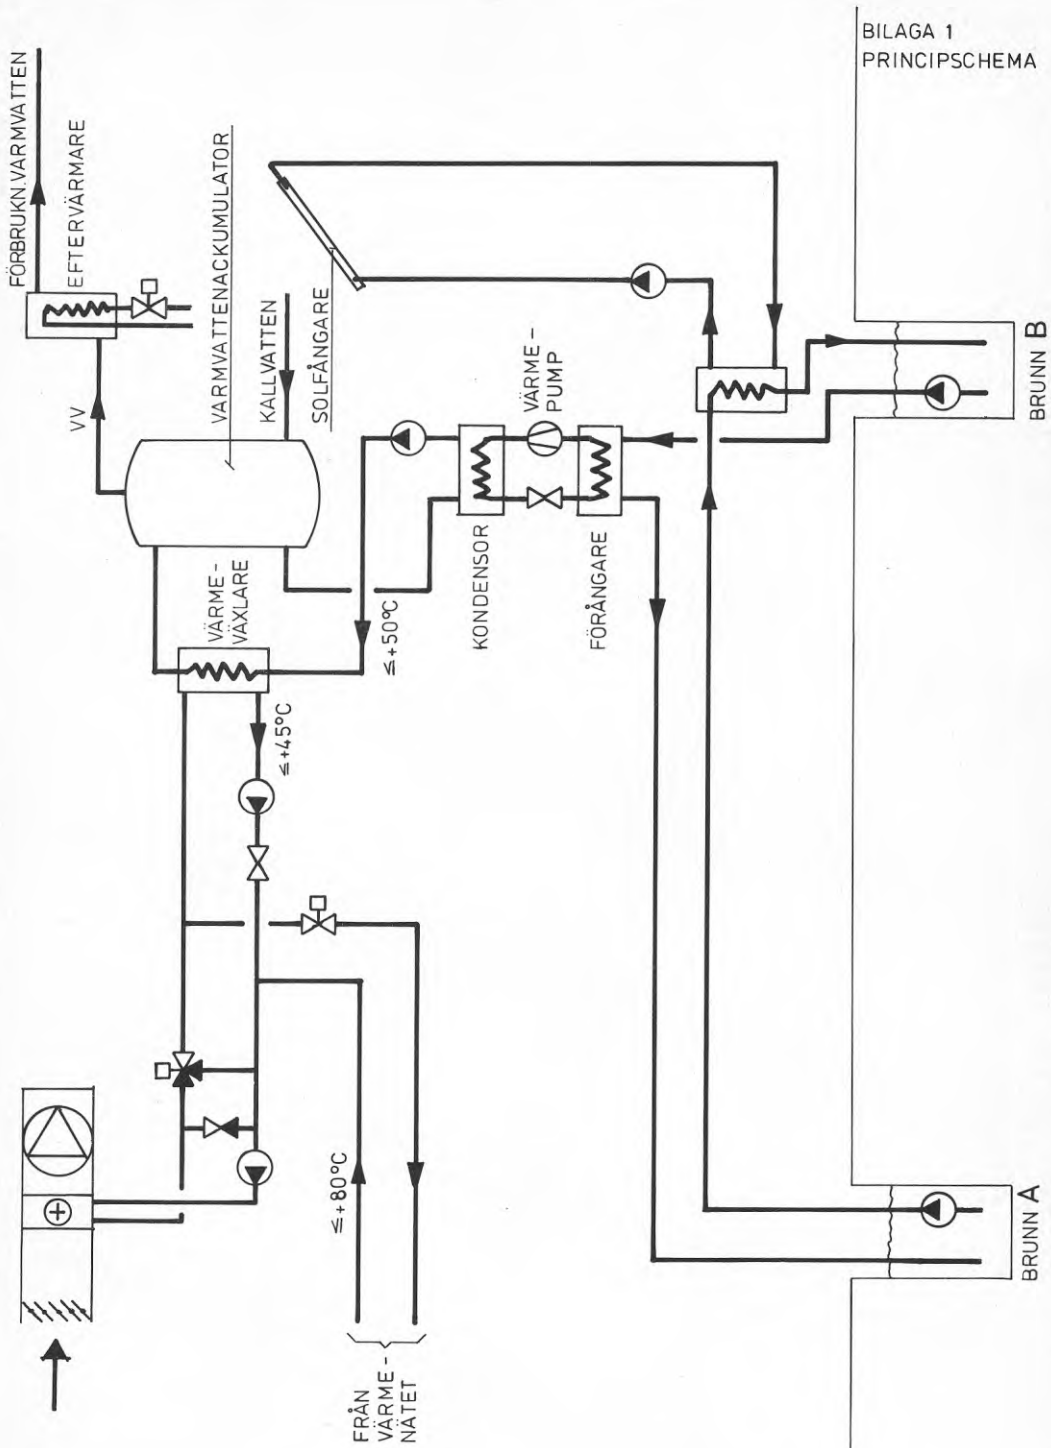 BILAGA 1
PRINCIPSCHEMA
FÖRBRUKN.VARMVATTEN
EFTERVÄRMARE
VV
VARMVATTENACKUMULATOR
KALLVATTEN
SOLFÅNGARE
VÄRME-
VÄXLARE
≤+45°C
≤+50°C
KONDENSOR
VÄRME-
PUMP
FÖRÅNGARE
≤+80°C
FRÅN
VÄRME-
NÄTET
BRUNN A
BRUNN B